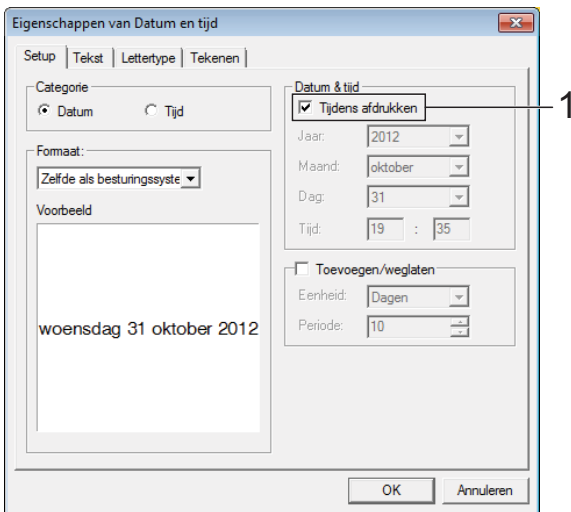 Eigenschappen van Datum en tijd
Setup Tekst Lettertype Tekenen
Categorie
Datum Tijd
Formaat:
Zelfde als besturingssyste
Voorbeeld
woensdag 31 oktober 2012
Datum & tijd
Tijdens afdrukken
1
Jaar: 2012
Maand: oktober
Dag: 31
Tijd: 19 : 35
Toevoegen/weglaten
Eenheid: Dagen
Periode: 10
OK Annuleren